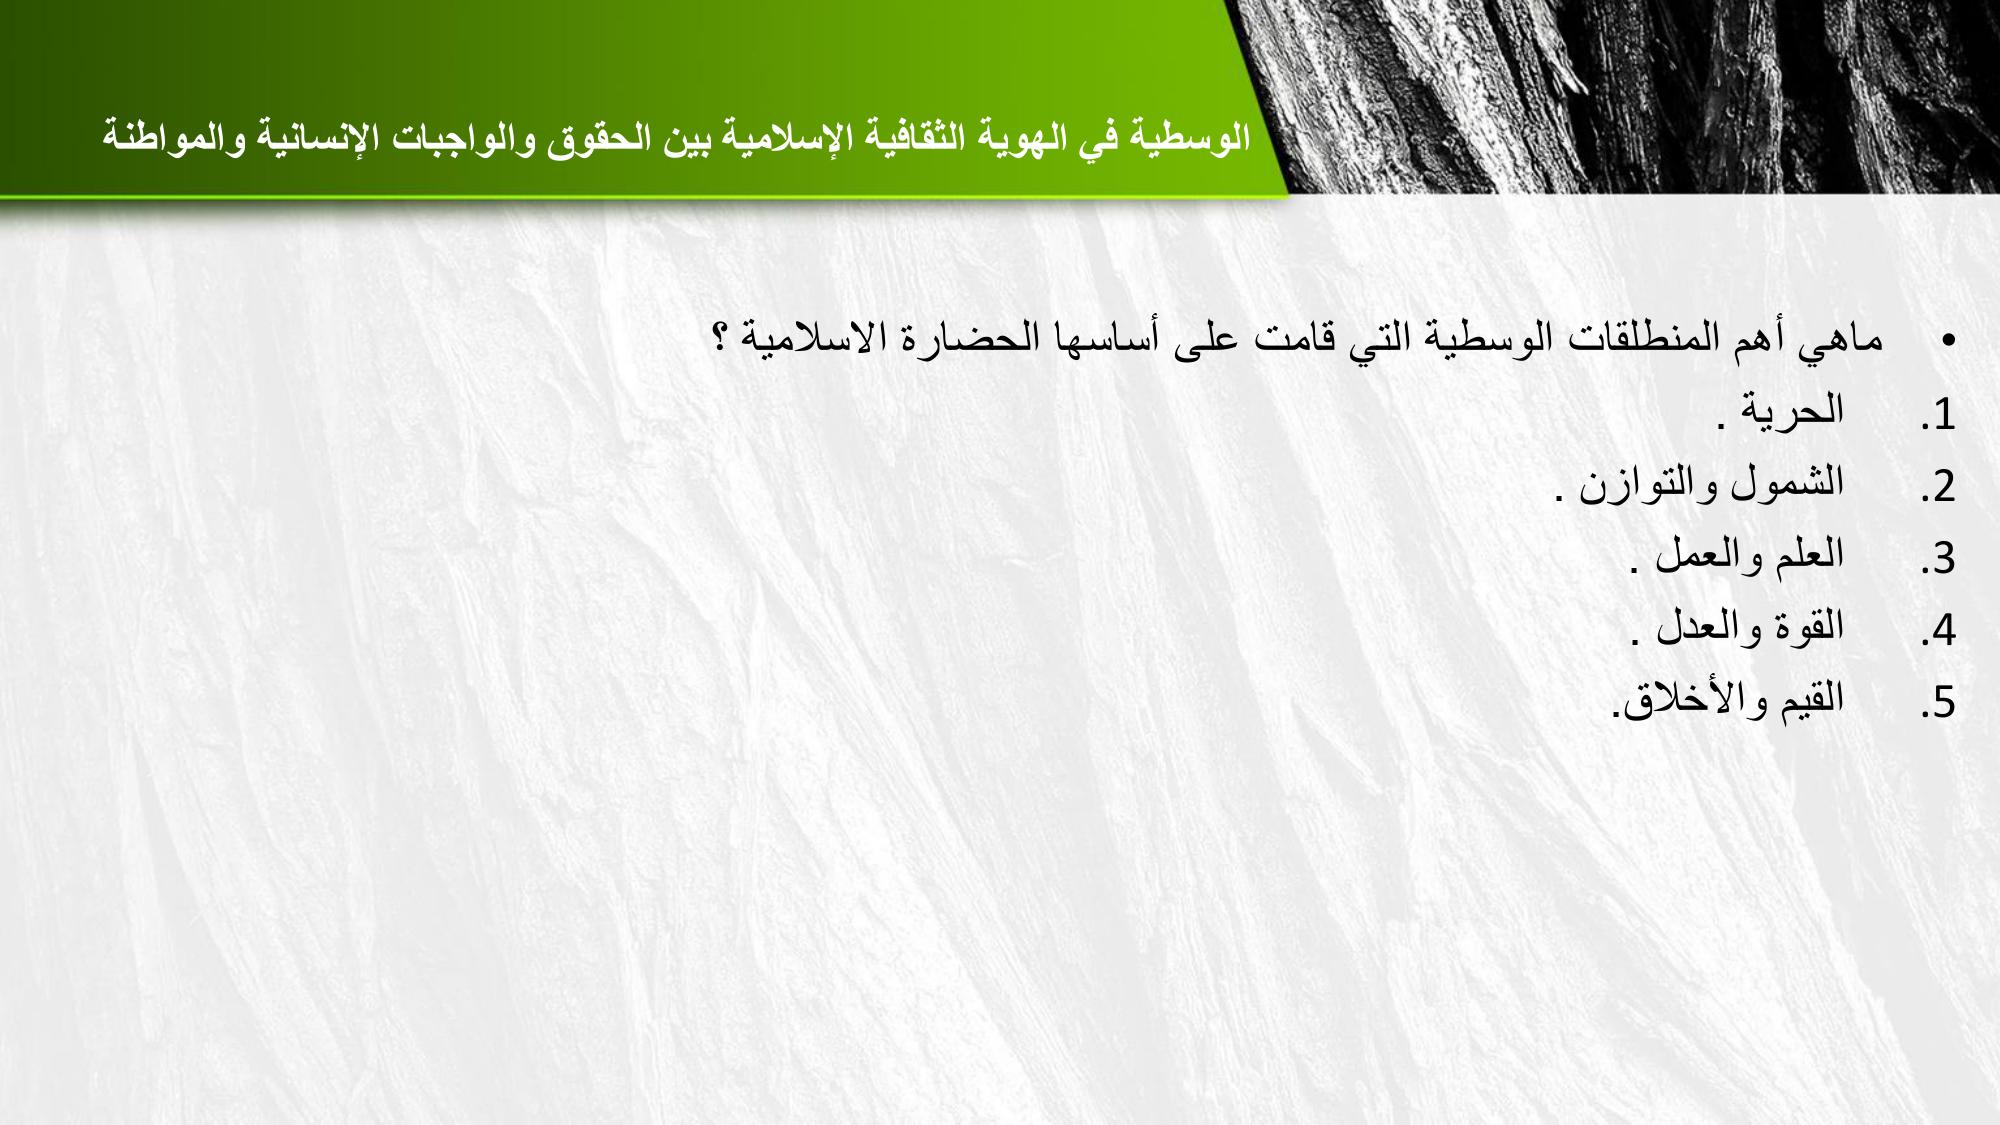 الوسطية في الهوية الثقافية الإسلامية بين الحقوق والواجبات الإنسانية والمواطنة
• ماهي أهم المنطلقات الوسطية التي قامت على أساسها الحضارة الاسلامية ؟
1. الحرية .
2. الشمول والتوازن .
3. العلم والعمل .
4. القوة والعدل .
5. القيم والأخلاق.